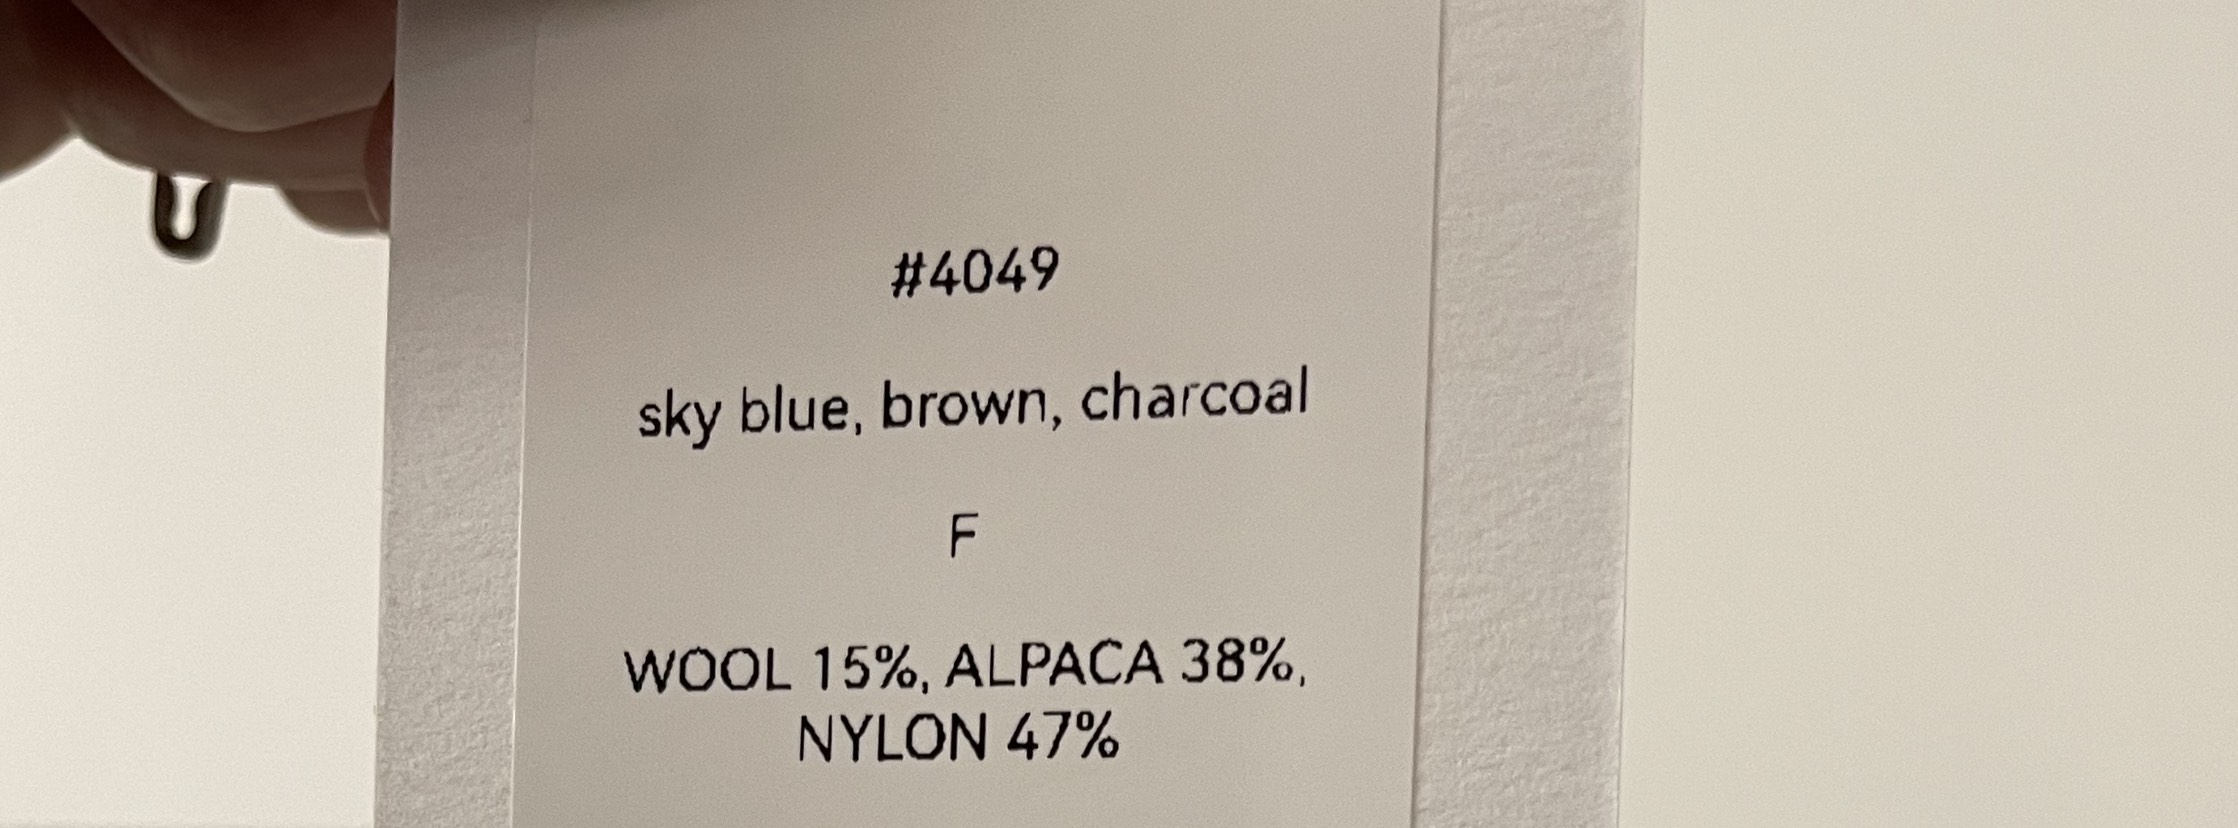 #4049
sky blue, brown, charcoal
F
WOOL 15%, ALPACA 38%,
NYLON 47%